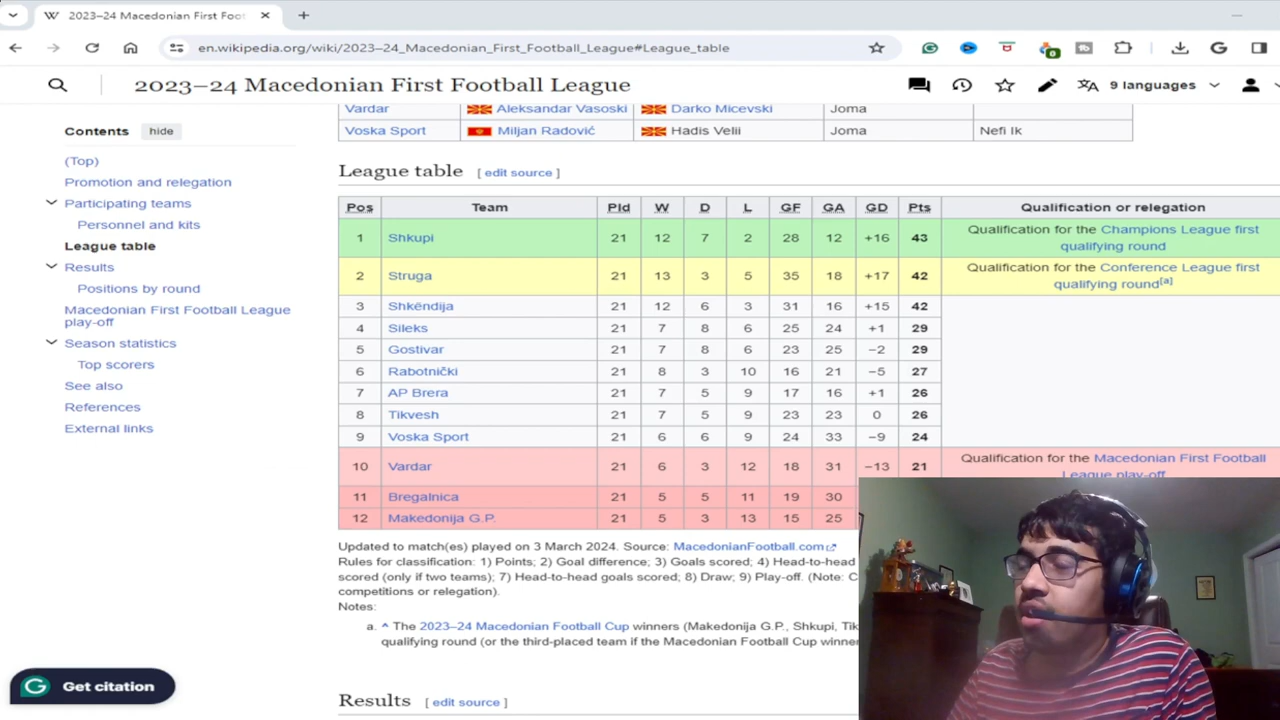 2023–24 Macedonian First Foot
en.wikipedia.org/wiki/2023–24_Macedonian_First_Football_League#League_table
2023–24 Macedonian First Football League
9 languages
Contents hide
(Top)
Promotion and relegation
Participating teams
Personnel and kits
League table
Results
Positions by round
Macedonian First Football League
play-off
Season statistics
Top scorers
See also
References
External links
Get citation
Vardar Aleksandar Vasoski Darko Micevski Joma
Voska Sport Miljan Radović Hadis Velii Joma Nefi Ik
League table [ edit source ]
Pos Team Pld W D L GF GA GD Pts Qualification or relegation
1 Shkupi 21 12 7 2 28 12 +16 43 Qualification for the Champions League first
qualifying round
2 Struga 21 13 3 5 35 18 +17 42 Qualification for the Conference League first
qualifying round[a]
3 Shkëndija 21 12 6 3 31 16 +15 42
4 Sileks 21 7 8 6 25 24 +1 29
5 Gostivar 21 7 8 6 23 25 −2 29
6 Rabotnički 21 8 3 10 16 21 −5 27
7 AP Brera 21 7 5 9 17 16 +1 26
8 Tikvesh 21 7 5 9 23 23 0 26
9 Voska Sport 21 6 6 9 24 33 −9 24
10 Vardar 21 6 3 12 18 31 −13 21 Qualification for the Macedonian First Football
League play-off
11 Bregalnica 21 5 5 11 19 30
12 Makedonija G.P. 21 5 3 13 15 25
Updated to match(es) played on 3 March 2024. Source: MacedonianFootball.com
Rules for classification: 1) Points; 2) Goal difference; 3) Goals scored; 4) Head-to-head
scored (only if two teams); 7) Head-to-head goals scored; 8) Draw; 9) Play-off. (Note: C
competitions or relegation).
Notes:
a. ^ The 2023–24 Macedonian Football Cup winners (Makedonija G.P., Shkupi, Tik
qualifying round (or the third-placed team if the Macedonian Football Cup winner
Results [ edit source ]